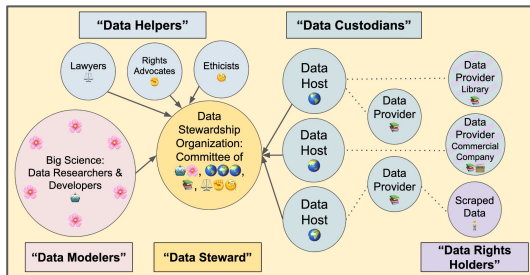 “Data Helpers”
“Data Custodians”
Lawyers
Rights
Advocates
Ethicists
Data
Host
Data
Provider
Library
Data
Stewardship
Organization:
Committee of
Data
Provider
Big Science:
Data Researchers &
Developers
Data
Host
Data
Provider
Commercial
Company
Data
Provider
Data
Host
Scraped
Data
“Data Modelers”
“Data Steward”
“Data Rights
Holders”